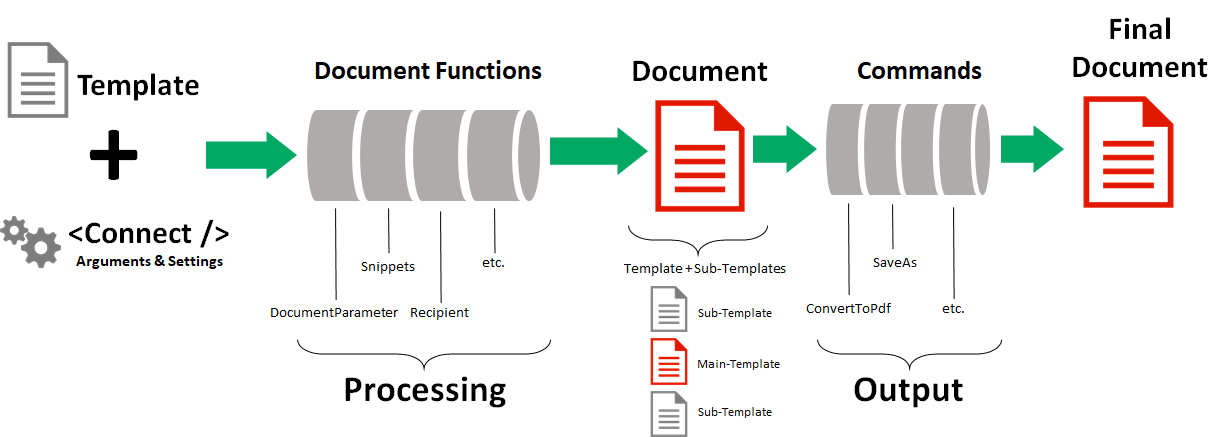 Template
<Connect />
Arguments & Settings
Document Functions
DocumentParameter
Snippets
Recipient
etc.
Processing
Document
Template + Sub-Templates
Sub-Template
Main-Template
Sub-Template
Commands
ConvertToPdf
SaveAs
etc.
Output
Final
Document